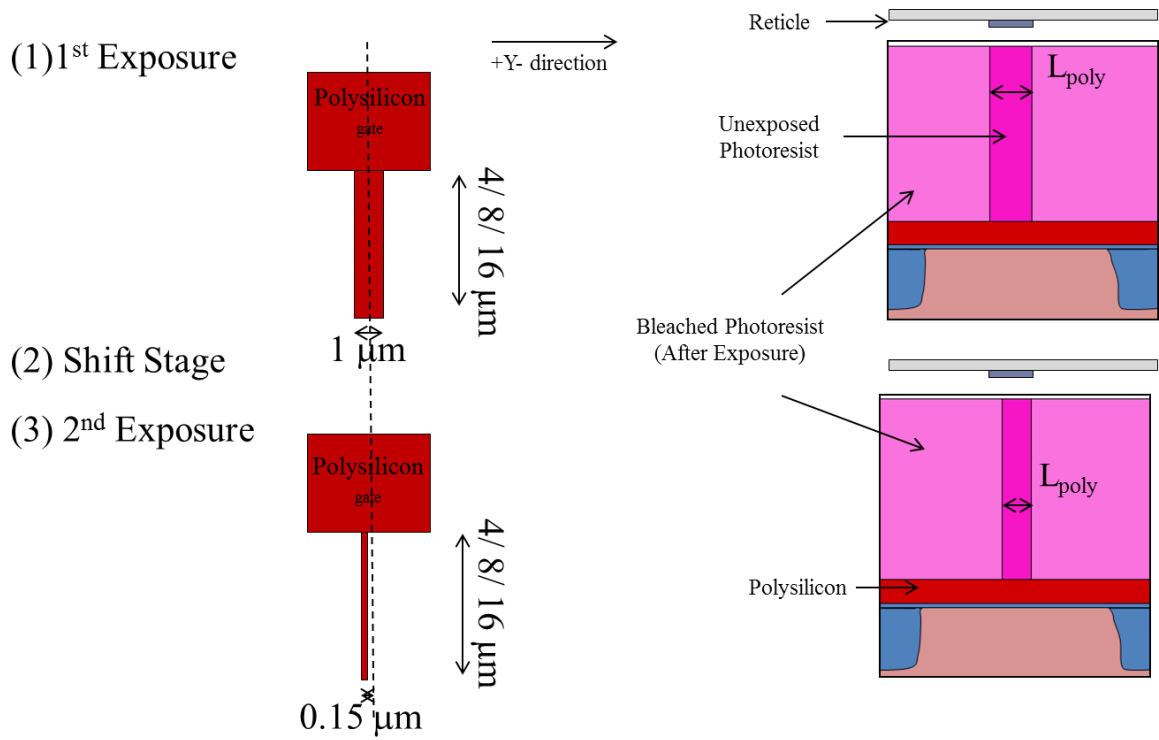 (1)1st Exposure
Polysilicon
gate
4/ 8/ 16 μm
1 μm
+Y- direction
Reticle
Lpoly
Unexposed
Photoresist
Bleached Photoresist
(After Exposure)
(2) Shift Stage
(3) 2nd Exposure
Polysilicon
gate
4/ 8/ 16 μm
0.15 μm
Lpoly
Polysilicon